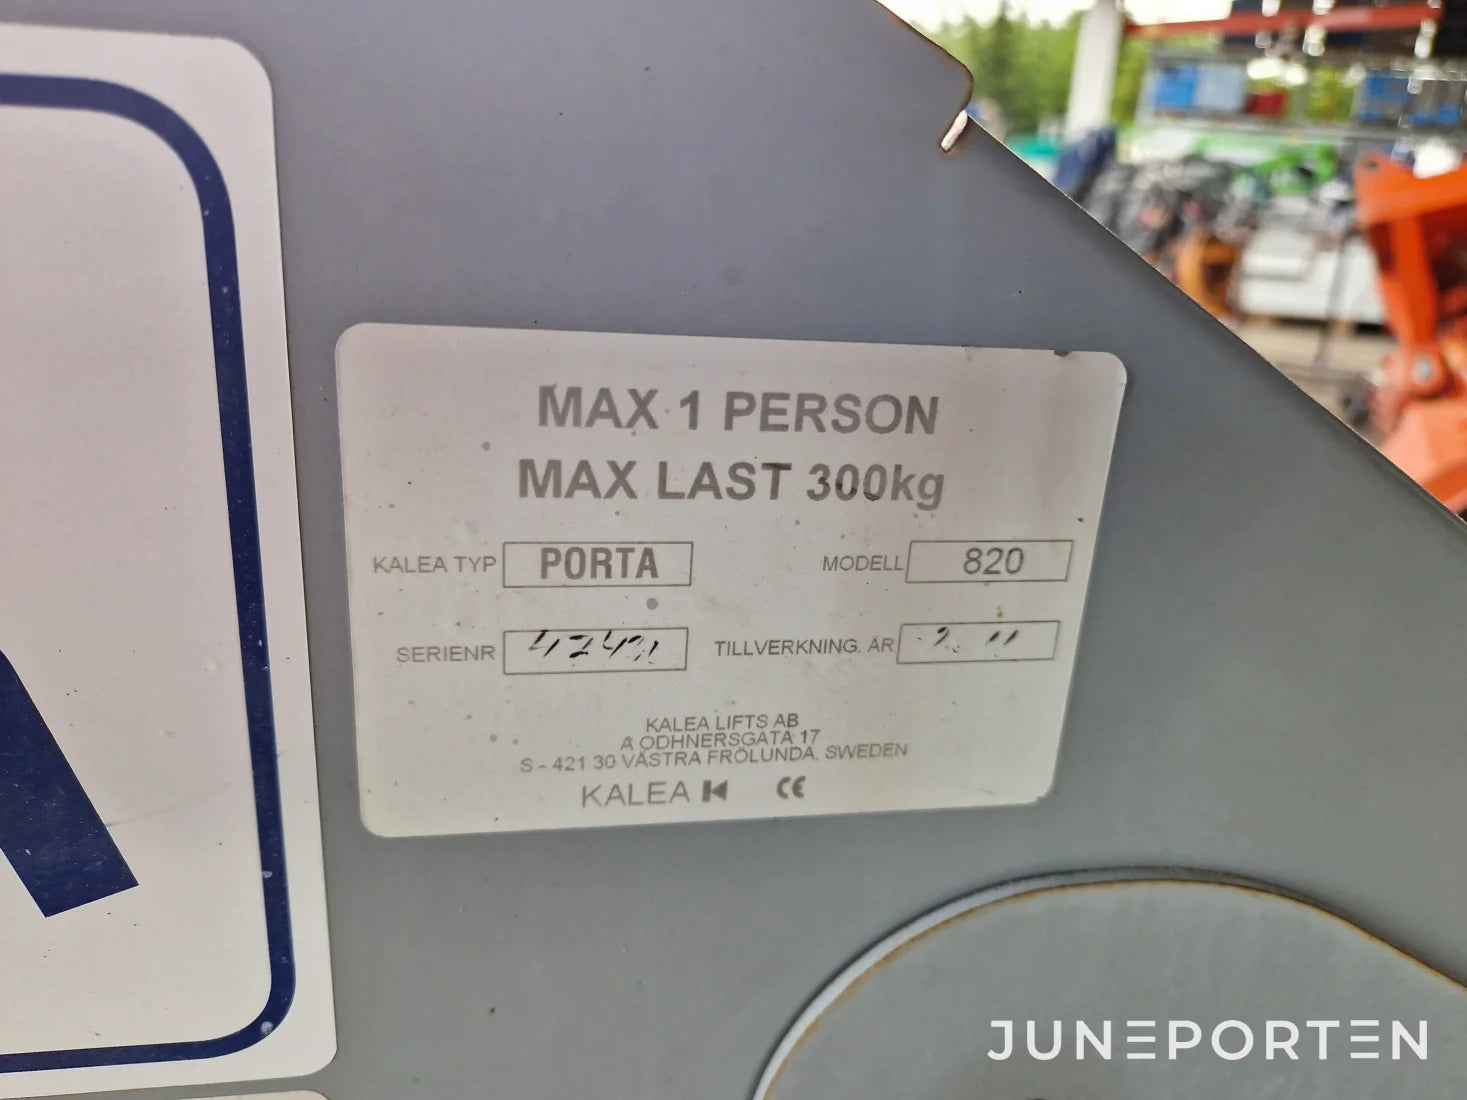 MAX 1 PERSON
MAX LAST 300kg
KALEA TYP PORTA MODELL 820
SERIENR TILLVERKNING. ÅR
KALEA LIFTS AB
A ODHNERSGATA 17
S - 421 30 VÄSTRA FRÖLUNDA, SWEDEN
KALEA CE
JUNEPORTEN